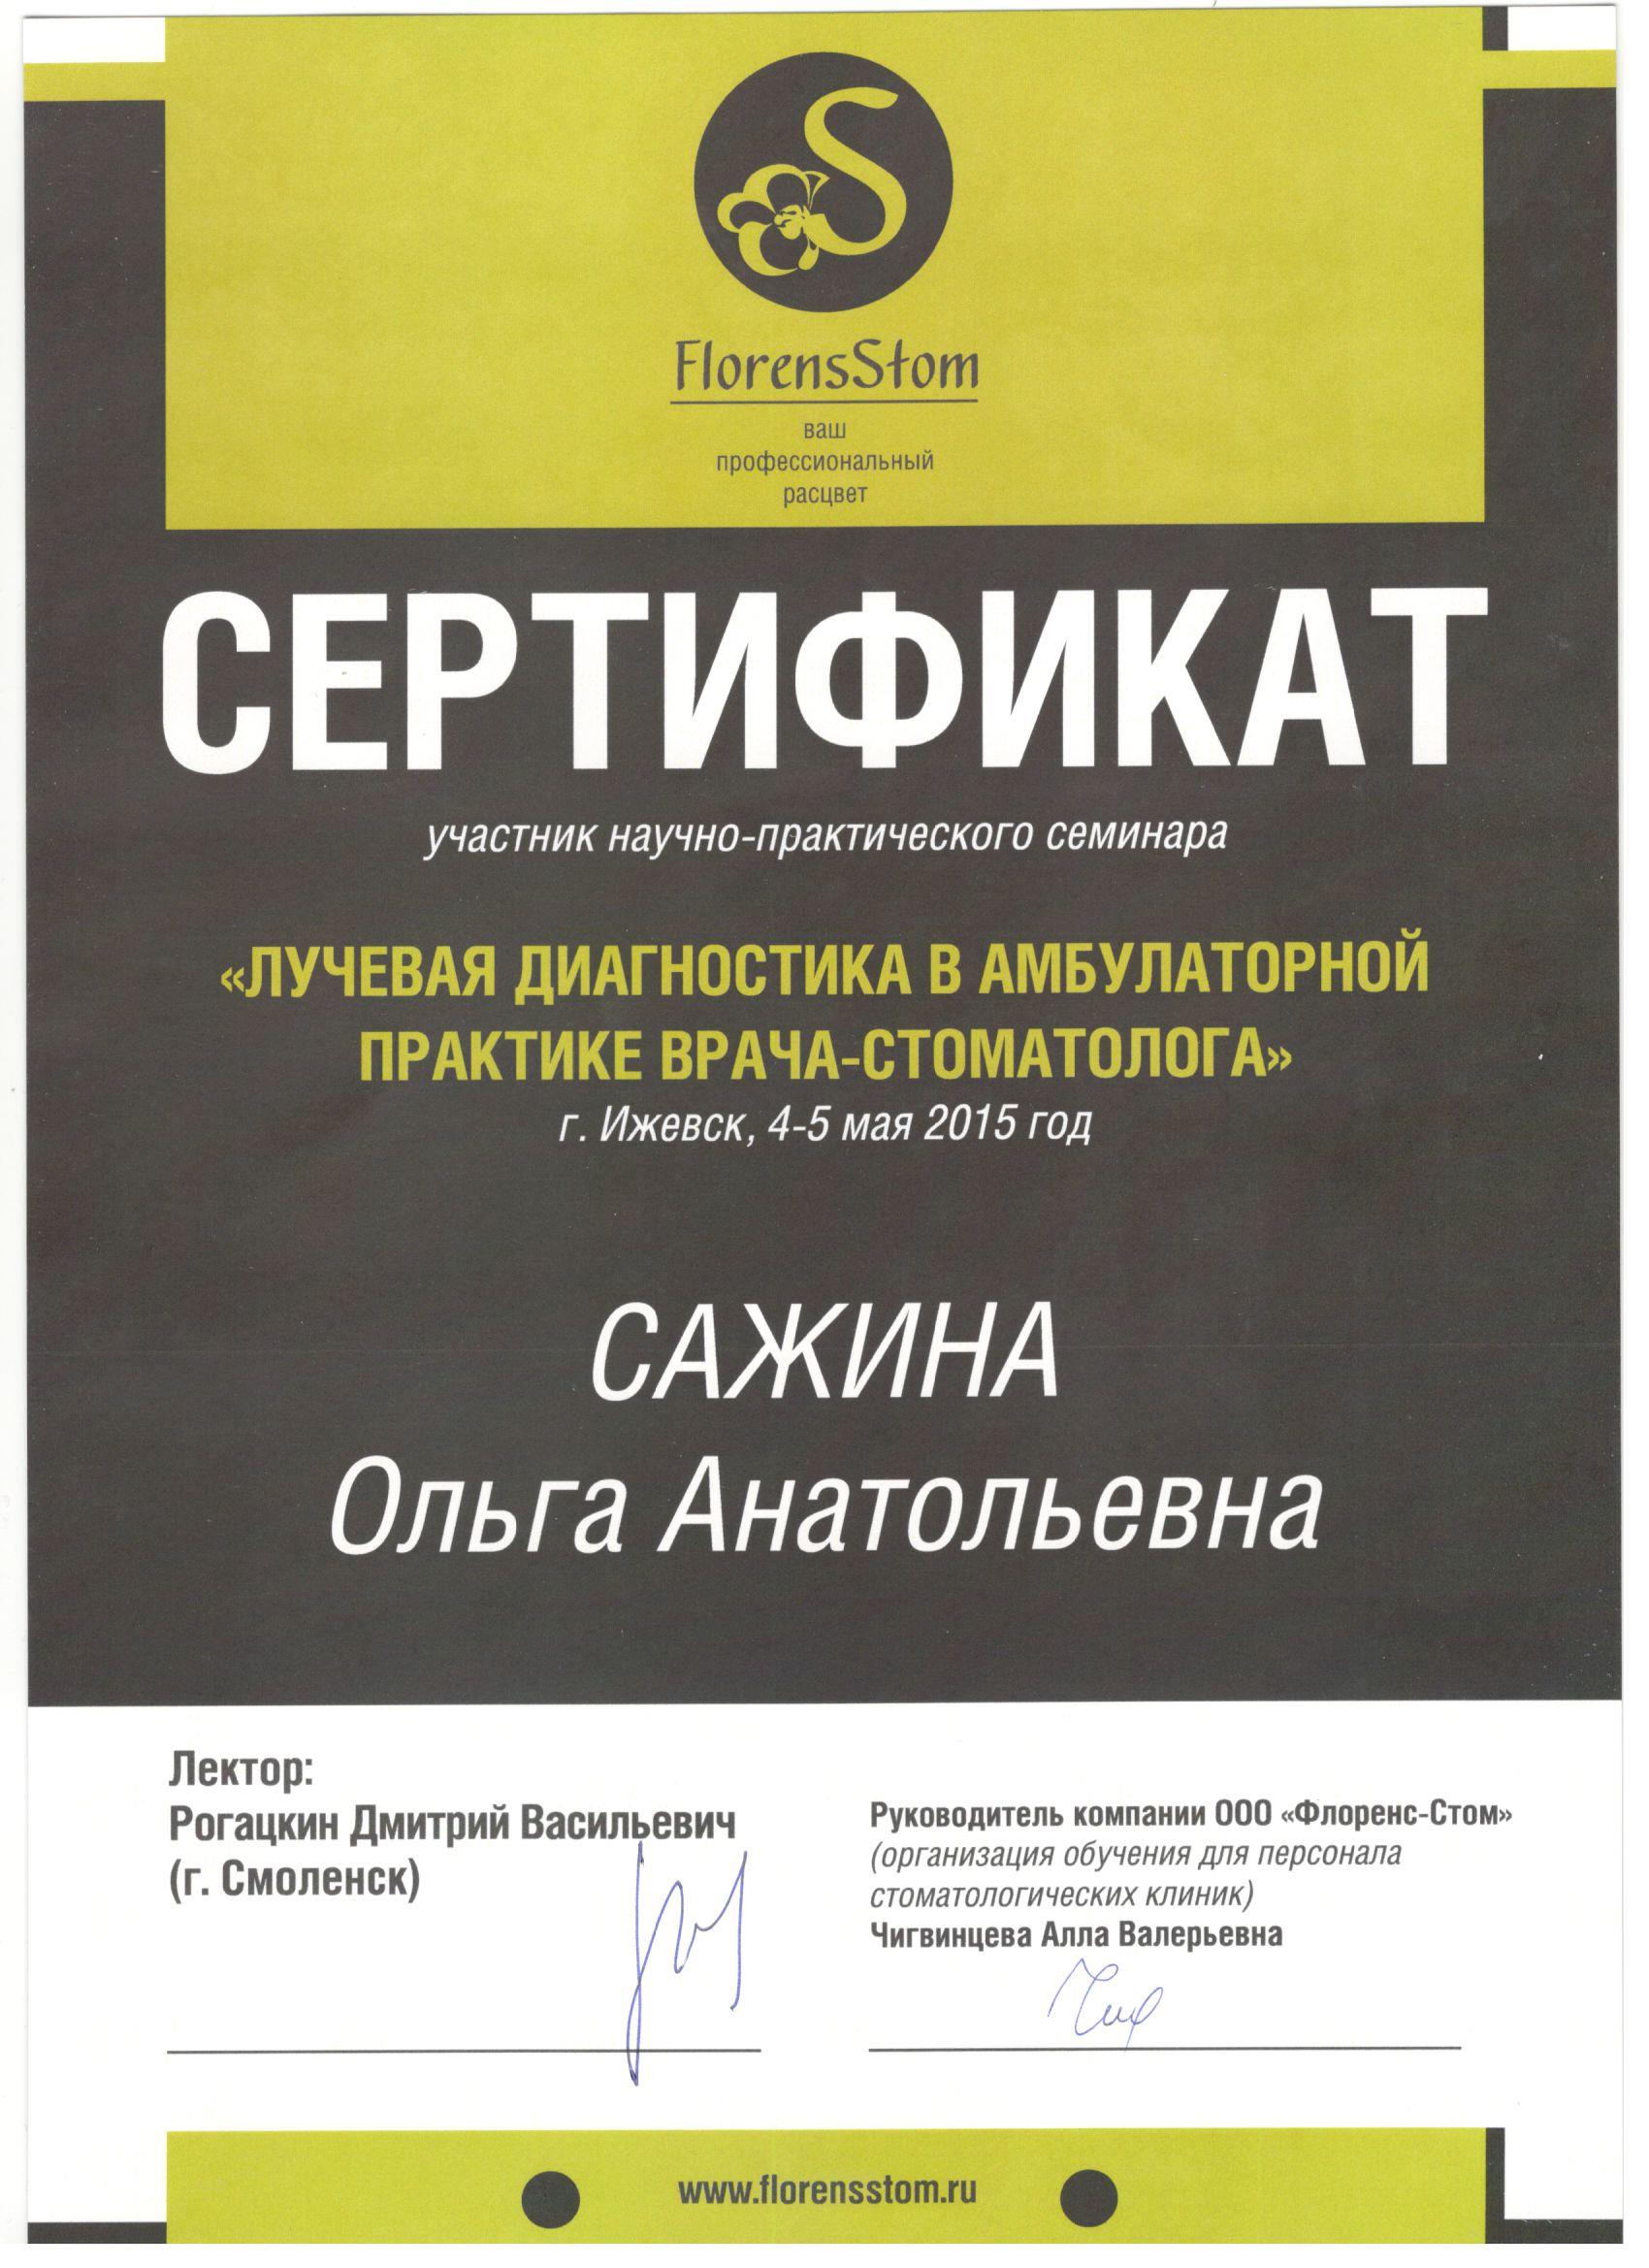 FlorensStom
ваш
профессиональный
расцвет
СЕРТИФИКАТ
участник научно-практического семинара
«ЛУЧЕВАЯ ДИАГНОСТИКА В АМБУЛАТОРНОЙ
ПРАКТИКЕ ВРАЧА-СТОМАТОЛОГА»
г. Ижевск, 4-5 мая 2015 год
САЖИНА
Ольга Анатольевна
Лектор:
Рогацкин Дмитрий Васильевич
(г. Смоленск)
Руководитель компании ООО «Флоренс-Стом»
(организация обучения для персонала
стоматологических клиник)
Чигвинцева Алла Валерьевна
www.florensstom.ru